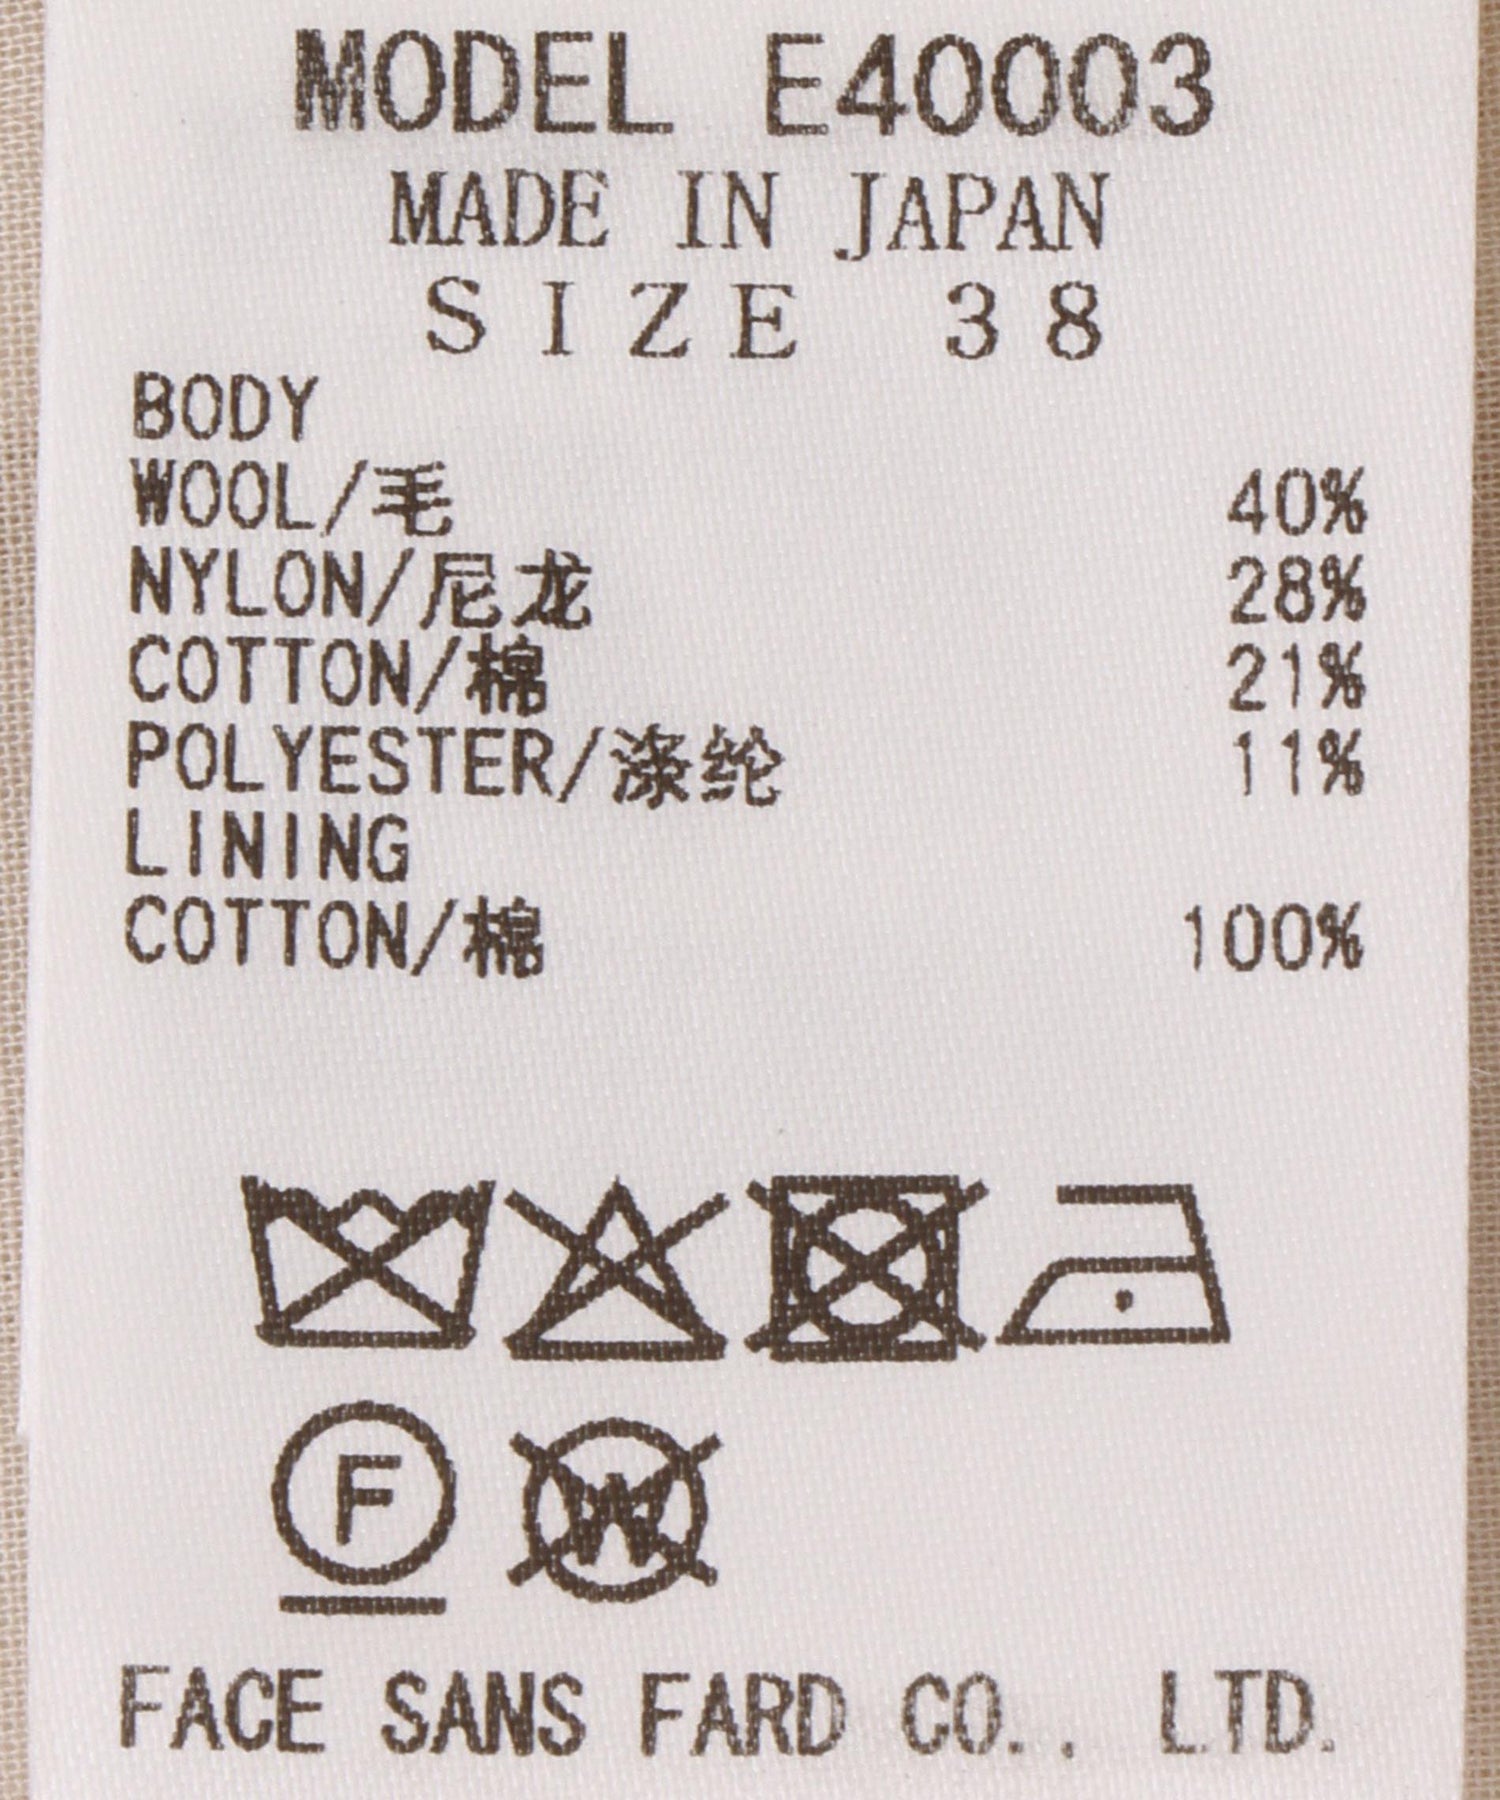 MODEL E40003
MADE IN JAPAN
SIZE 38
BODY
WOOL/毛 40%
NYLON/尼龙 28%
COTTON/棉 21%
POLYESTER/涤纶 11%
LINING
COTTON/棉 100%
F W
FACE SANS FARD CO., LTD.